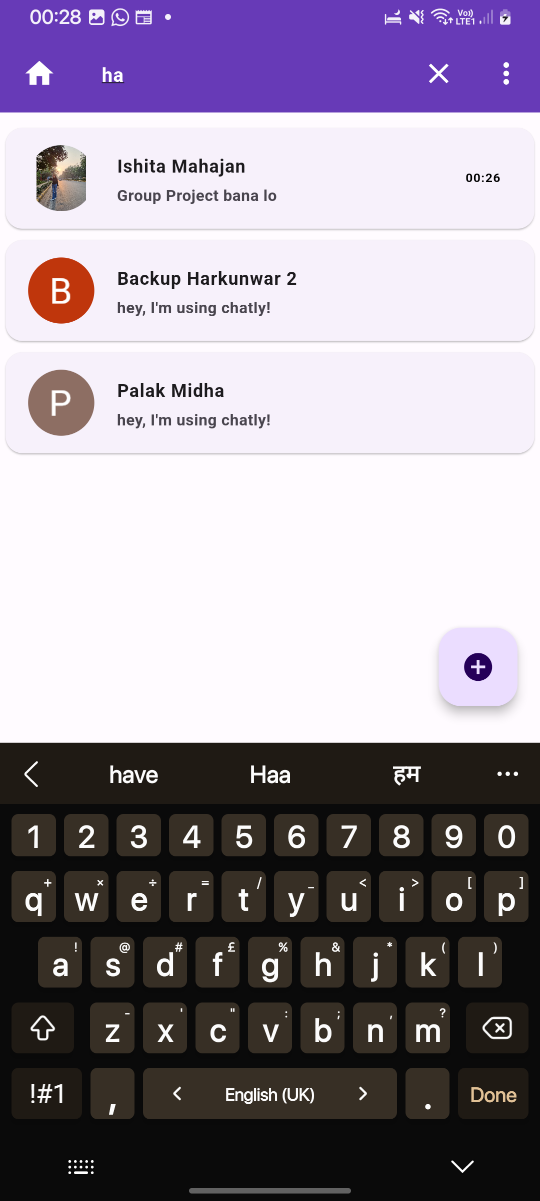 00:28
Vo)) LTE1
ha
Ishita Mahajan
Group Project bana lo
00:26
B
Backup Harkunwar 2
hey, I'm using chatly!
P
Palak Midha
hey, I'm using chatly!
have Haa हम ...
1 2 3 4 5 6 7 8 9 0
q + w × e ÷ r = t / y _ u < i > o [ p ]
a ! s @ d # f £ g % h & j * k ( l )
z - x ' c " v : b ; n , m ?
!#1 , < English (UK) > . Done